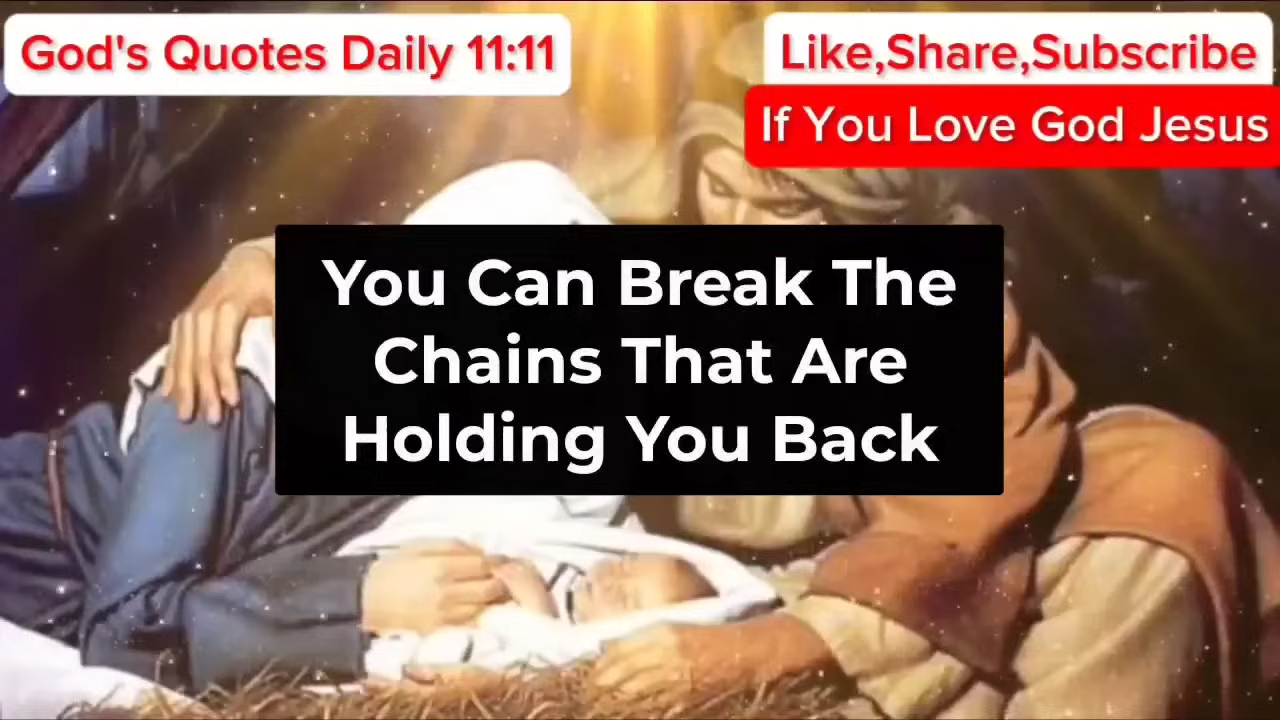 God's Quotes Daily 11:11
Like,Share,Subscribe
If You Love God Jesus
You Can Break The
Chains That Are
Holding You Back